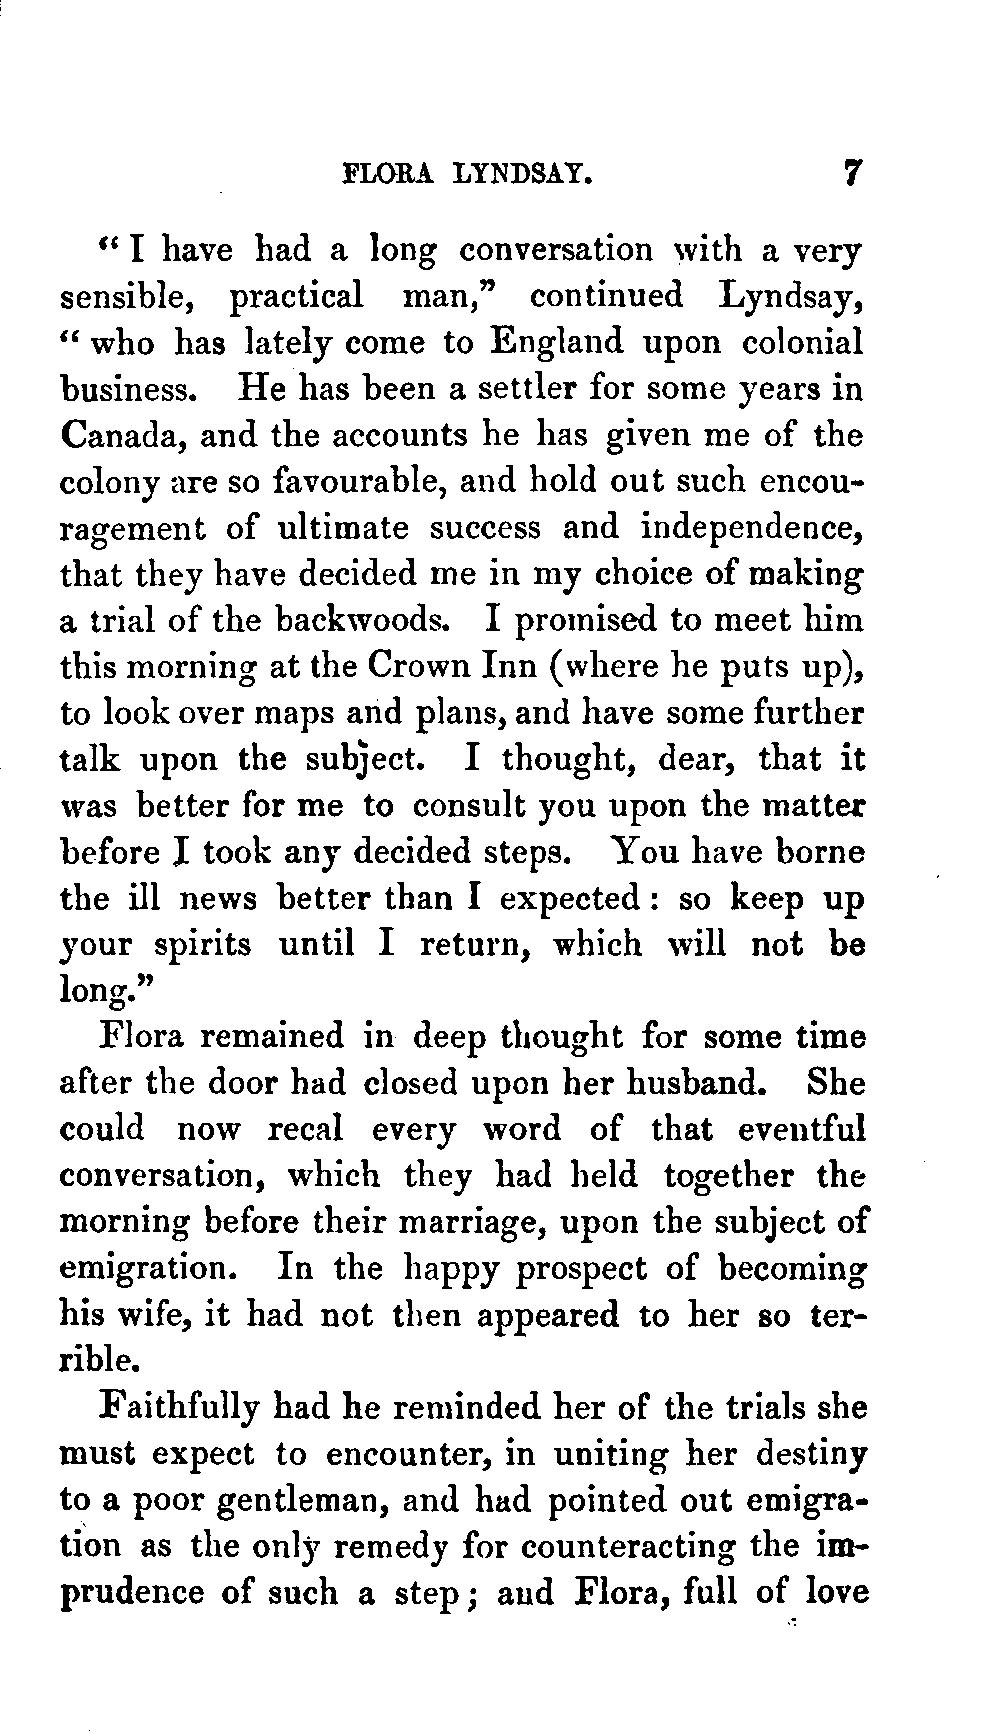 FLORA LYNDSAY. 7
“ I have had a long conversation with a very
sensible, practical man,” continued Lyndsay,
“ who has lately come to England upon colonial
business. He has been a settler for some years in
Canada, and the accounts he has given me of the
colony are so favourable, and hold out such encou-
ragement of ultimate success and independence,
that they have decided me in my choice of making
a trial of the backwoods. I promised to meet him
this morning at the Crown Inn (where he puts up),
to look over maps and plans, and have some further
talk upon the subject. I thought, dear, that it
was better for me to consult you upon the matter
before I took any decided steps. You have borne
the ill news better than I expected : so keep up
your spirits until I return, which will not be
long.”
Flora remained in deep thought for some time
after the door had closed upon her husband. She
could now recal every word of that eventful
conversation, which they had held together the
morning before their marriage, upon the subject of
emigration. In the happy prospect of becoming
his wife, it had not then appeared to her so ter-
rible.
Faithfully had he reminded her of the trials she
must expect to encounter, in uniting her destiny
to a poor gentleman, and had pointed out emigra-
tion as the only remedy for counteracting the im-
prudence of such a step ; and Flora, full of love